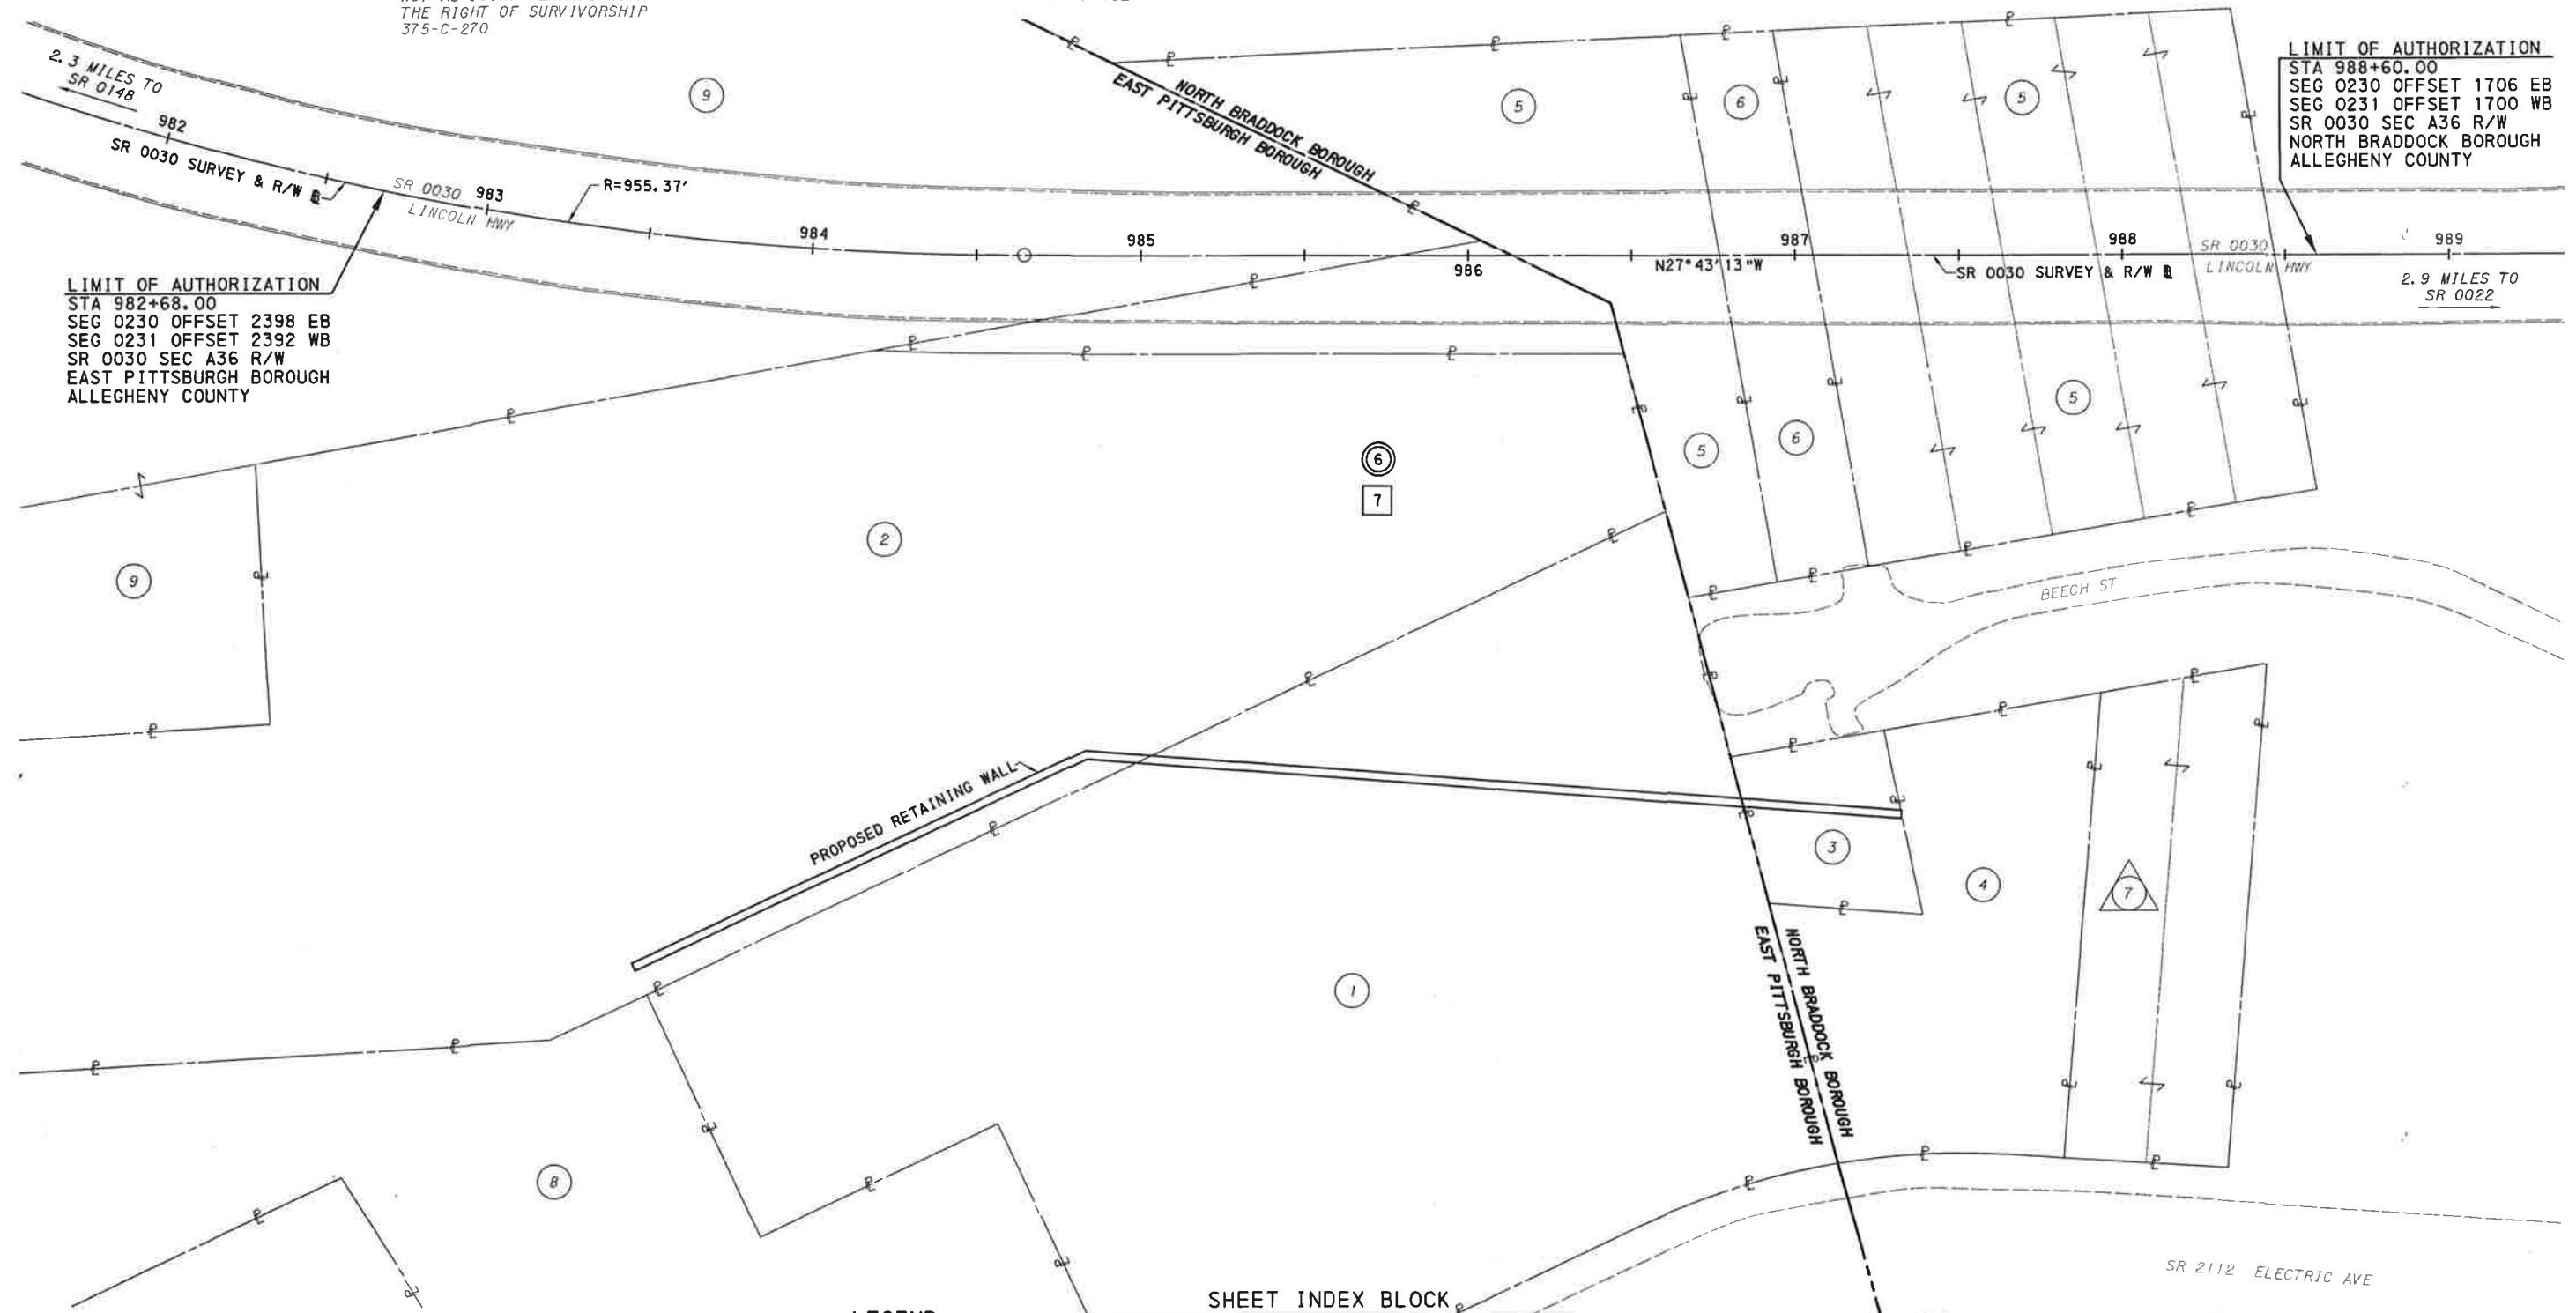 THE RIGHT OF SURVIVORSHIP
375-C-270
2.3 MILES TO
SR 0148
982
SR 0030 SURVEY & R/W
SR 0030
983
LINCOLN HWY
R=955.37'
984
985
986
987
988
989
NORTH BRADDOCK BOROUGH
EAST PITTSBURGH BOROUGH
N27°43'13"W
SR 0030 SURVEY & R/W
SR 0030
LINCOLN HWY
2.9 MILES TO
SR 0022
LIMIT OF AUTHORIZATION
STA 988+60.00
SEG 0230 OFFSET 1706 EB
SEG 0231 OFFSET 1700 WB
SR 0030 SEC A36 R/W
NORTH BRADDOCK BOROUGH
ALLEGHENY COUNTY
LIMIT OF AUTHORIZATION
STA 982+68.00
SEG 0230 OFFSET 2398 EB
SEG 0231 OFFSET 2392 WB
SR 0030 SEC A36 R/W
EAST PITTSBURGH BOROUGH
ALLEGHENY COUNTY
9
5
6
5
5
6
5
6
7
2
9
BEECH ST
PROPOSED RETAINING WALL
3
4
7
1
NORTH BRADDOCK BOROUGH
EAST PITTSBURGH BOROUGH
8
SR 2112 ELECTRIC AVE
SHEET INDEX BLOCK